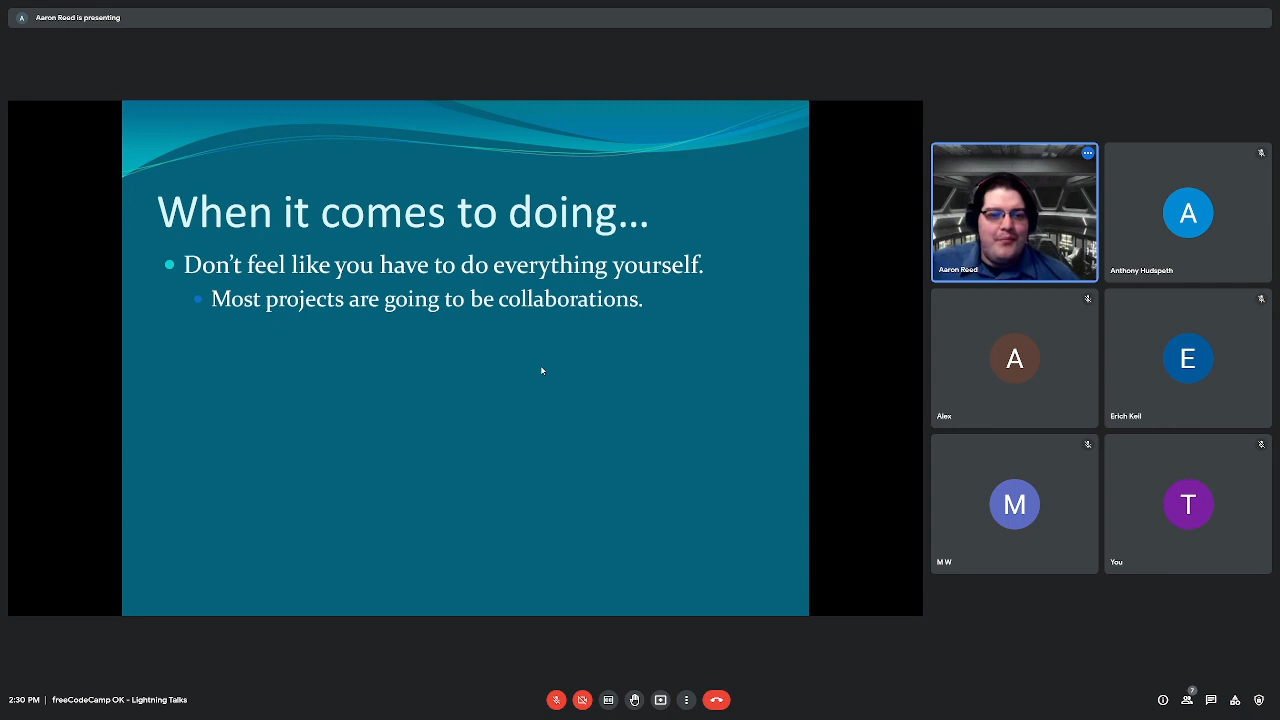 A Aaron Reed is presenting
When it comes to doing…
Don't feel like you have to do everything yourself.
Most projects are going to be collaborations.
Aaron Reed
A
Anthony Hudspeth
A
Alex
E
Erich Keil
M
M W
T
You
2:30 PM | freeCodeCamp OK - Lightning Talks
7